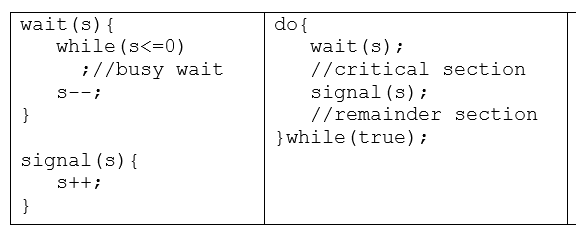 wait(s){
while(s<=0)
;//busy wait
s--;
}
signal(s){
s++;
}
do{
wait(s);
//critical section
signal(s);
//remainder section
}while(true);